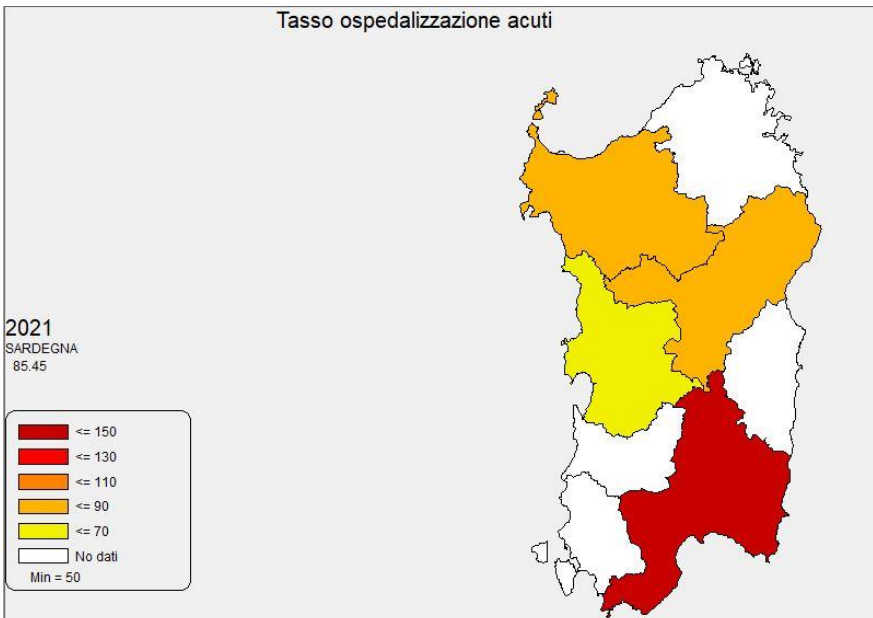 Tasso ospedalizzazione acuti
2021
SARDEGNA
85.45
<= 150
<= 130
<= 110
<= 90
<= 70
No dati
Min = 50